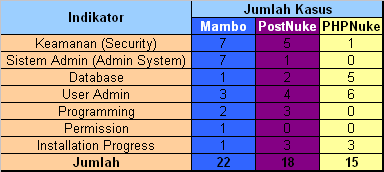 Indikator Jumlah Kasus
Mambo PostNuke PHPNuke
Keamanan (Security) 7 5 1
Sistem Admin (Admin System) 7 1 0
Database 1 2 5
User Admin 3 4 6
Programming 2 3 0
Permission 1 0 0
Installation Progress 1 3 3
Jumlah 22 18 15